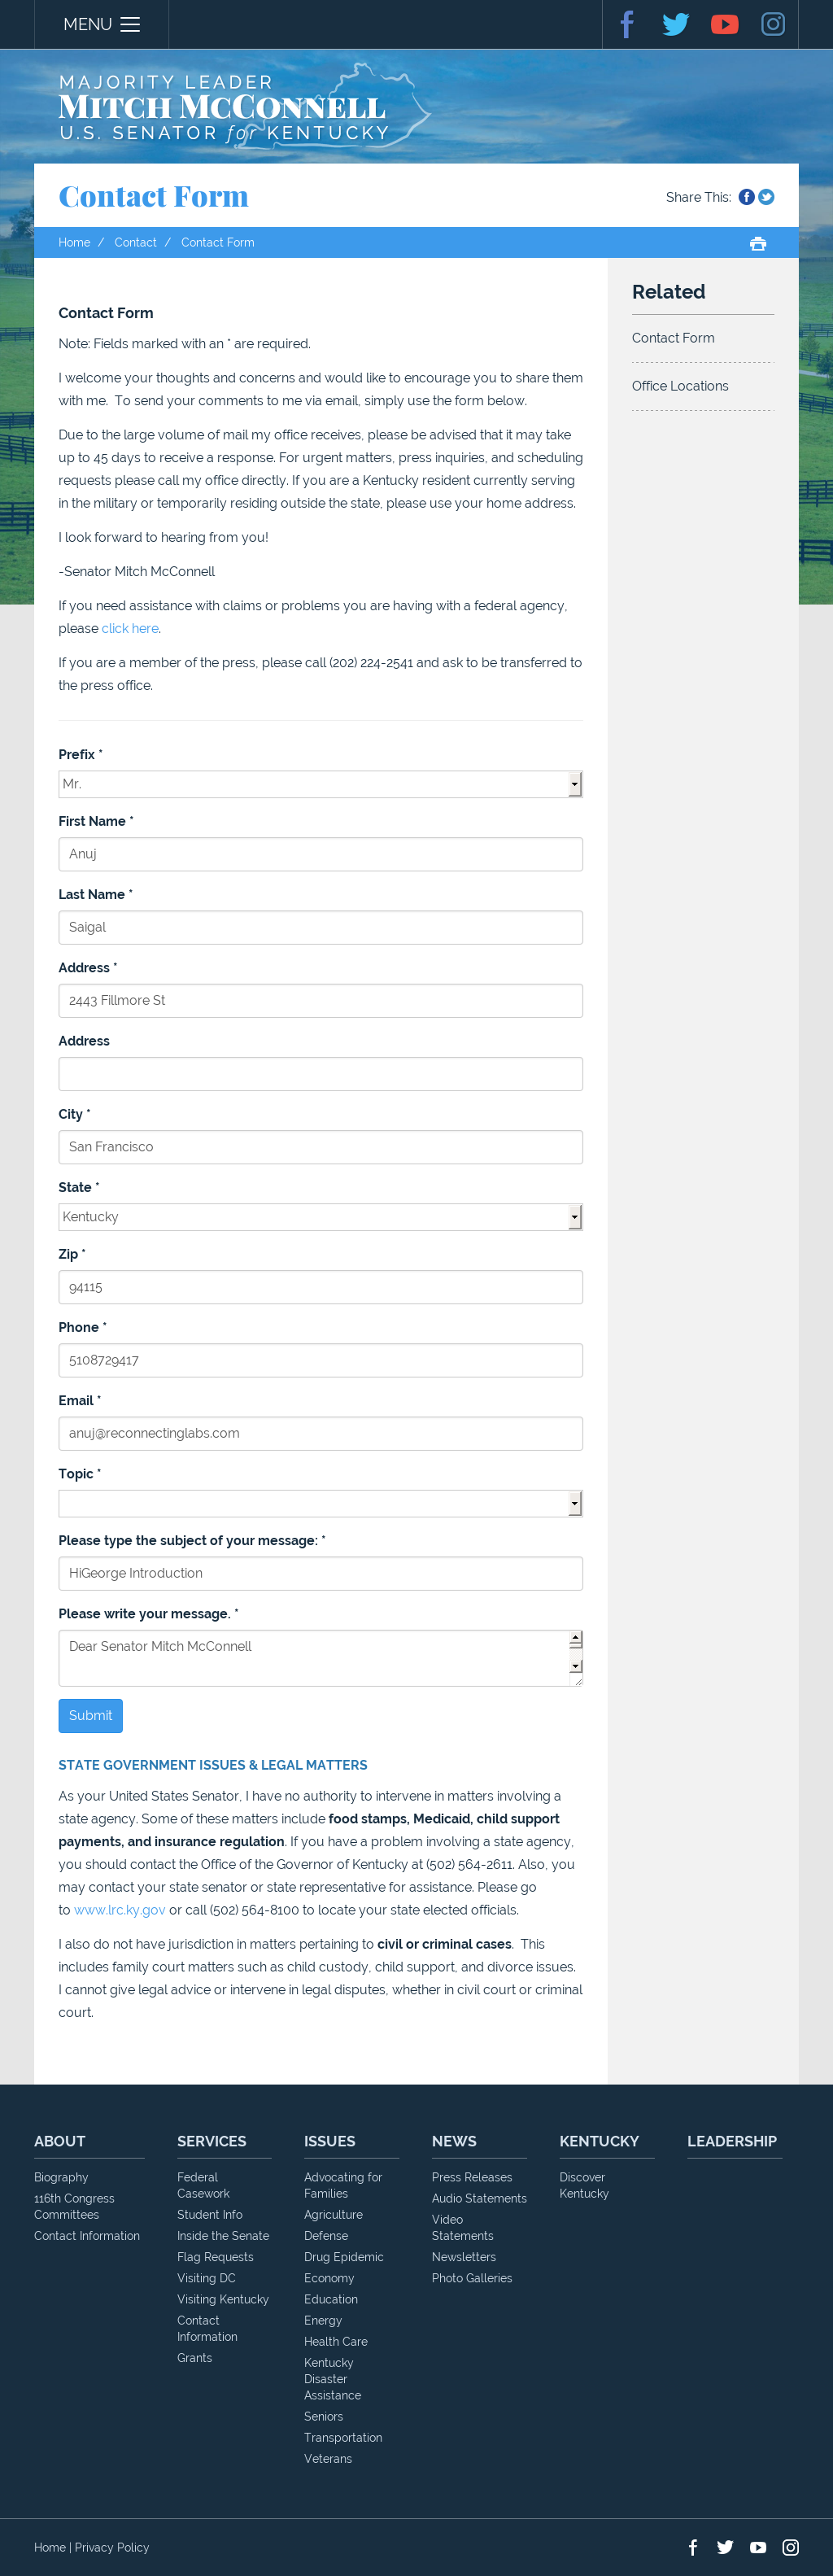 MENU
MAJORITY LEADER
MITCH MCCONNELL
U.S. SENATOR for KENTUCKY
Contact Form
Share This:
Home / Contact / Contact Form
Contact Form
Note: Fields marked with an * are required.
I welcome your thoughts and concerns and would like to encourage you to share them
with me.  To send your comments to me via email, simply use the form below.
Due to the large volume of mail my office receives, please be advised that it may take
up to 45 days to receive a response. For urgent matters, press inquiries, and scheduling
requests please call my office directly. If you are a Kentucky resident currently serving
in the military or temporarily residing outside the state, please use your home address.
I look forward to hearing from you!
-Senator Mitch McConnell
If you need assistance with claims or problems you are having with a federal agency,
please click here.
If you are a member of the press, please call (202) 224-2541 and ask to be transferred to
the press office.
Related
Contact Form
Office Locations
Prefix *
Mr.
First Name *
Anuj
Last Name *
Saigal
Address *
2443 Fillmore St
Address
City *
San Francisco
State *
Kentucky
Zip *
94115
Phone *
5108729417
Email *
anuj@reconnectinglabs.com
Topic *
Please type the subject of your message: *
HiGeorge Introduction
Please write your message. *
Dear Senator Mitch McConnell
Submit
STATE GOVERNMENT ISSUES & LEGAL MATTERS
As your United States Senator, I have no authority to intervene in matters involving a
state agency. Some of these matters include food stamps, Medicaid, child support
payments, and insurance regulation. If you have a problem involving a state agency,
you should contact the Office of the Governor of Kentucky at (502) 564-2611. Also, you
may contact your state senator or state representative for assistance. Please go
to www.lrc.ky.gov or call (502) 564-8100 to locate your state elected officials.
I also do not have jurisdiction in matters pertaining to civil or criminal cases.  This
includes family court matters such as child custody, child support, and divorce issues.
I cannot give legal advice or intervene in legal disputes, whether in civil court or criminal
court.
ABOUT
Biography
116th Congress
Committees
Contact Information
SERVICES
Federal
Casework
Student Info
Inside the Senate
Flag Requests
Visiting DC
Visiting Kentucky
Contact
Information
Grants
ISSUES
Advocating for
Families
Agriculture
Defense
Drug Epidemic
Economy
Education
Energy
Health Care
Kentucky
Disaster
Assistance
Seniors
Transportation
Veterans
NEWS
Press Releases
Audio Statements
Video
Statements
Newsletters
Photo Galleries
KENTUCKY
Discover
Kentucky
LEADERSHIP
Home | Privacy Policy